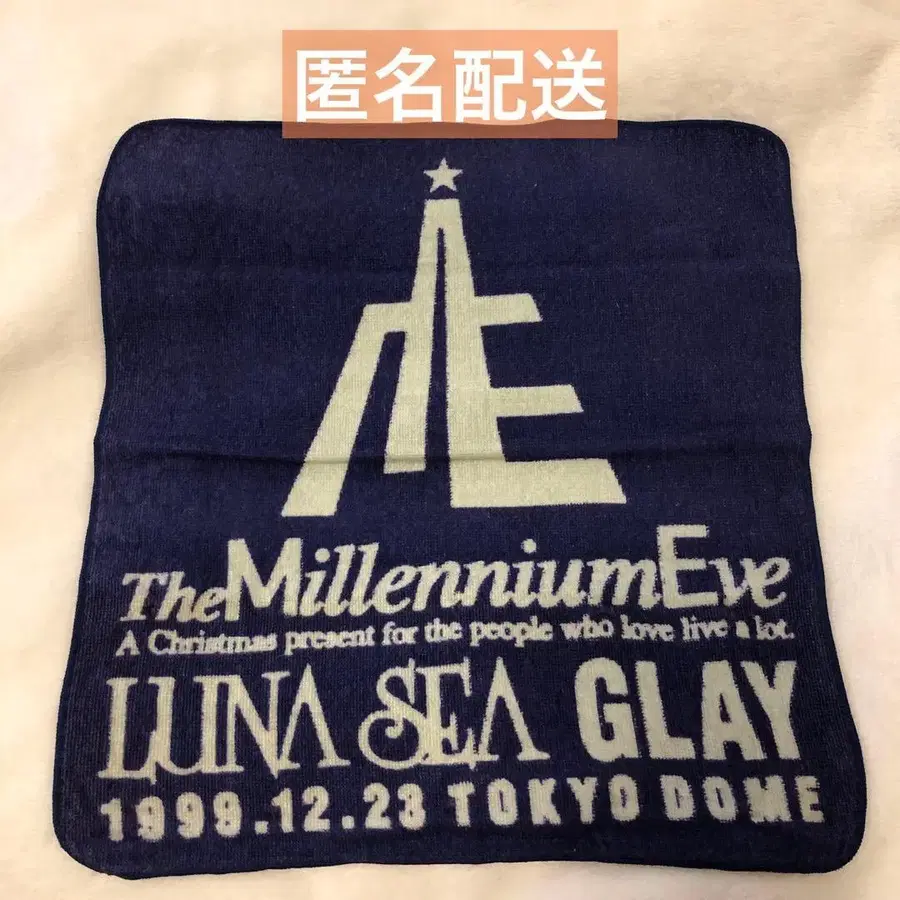 匿名配送
ME
The Millennium Eve
A Christmas present for the people who love live a lot.
LUNA SEA GLAY
1999.12.23 TOKYO DOME